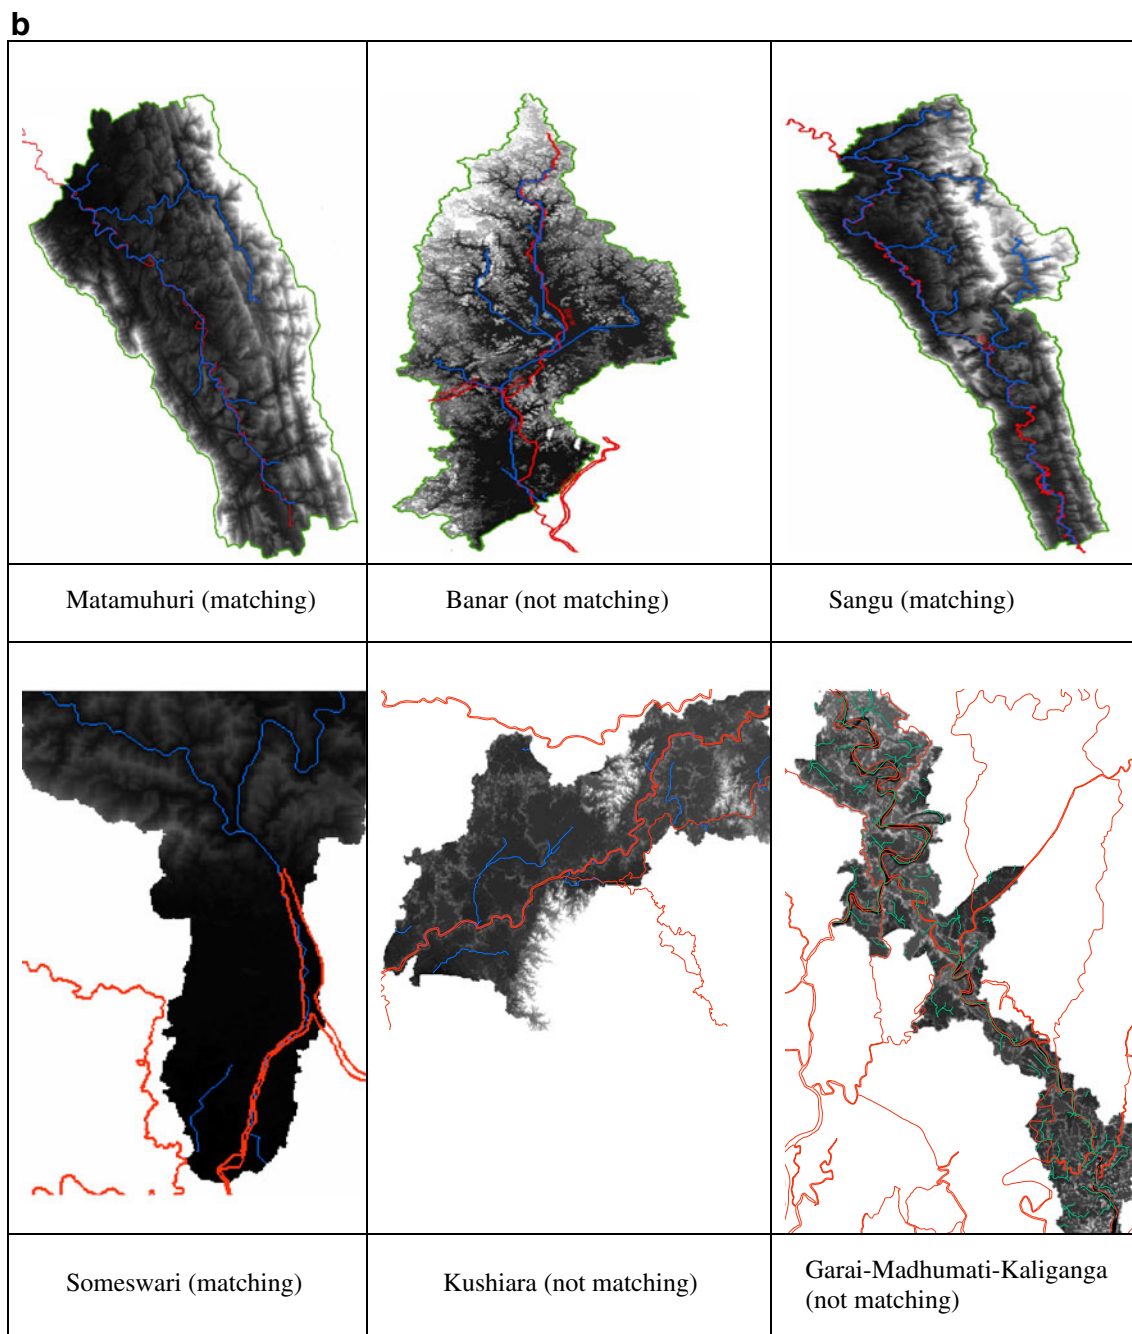 b
Matamuhuri (matching)
Banar (not matching)
Sangu (matching)
Someswari (matching)
Kushiara (not matching)
Garai-Madhumati-Kaliganga
(not matching)